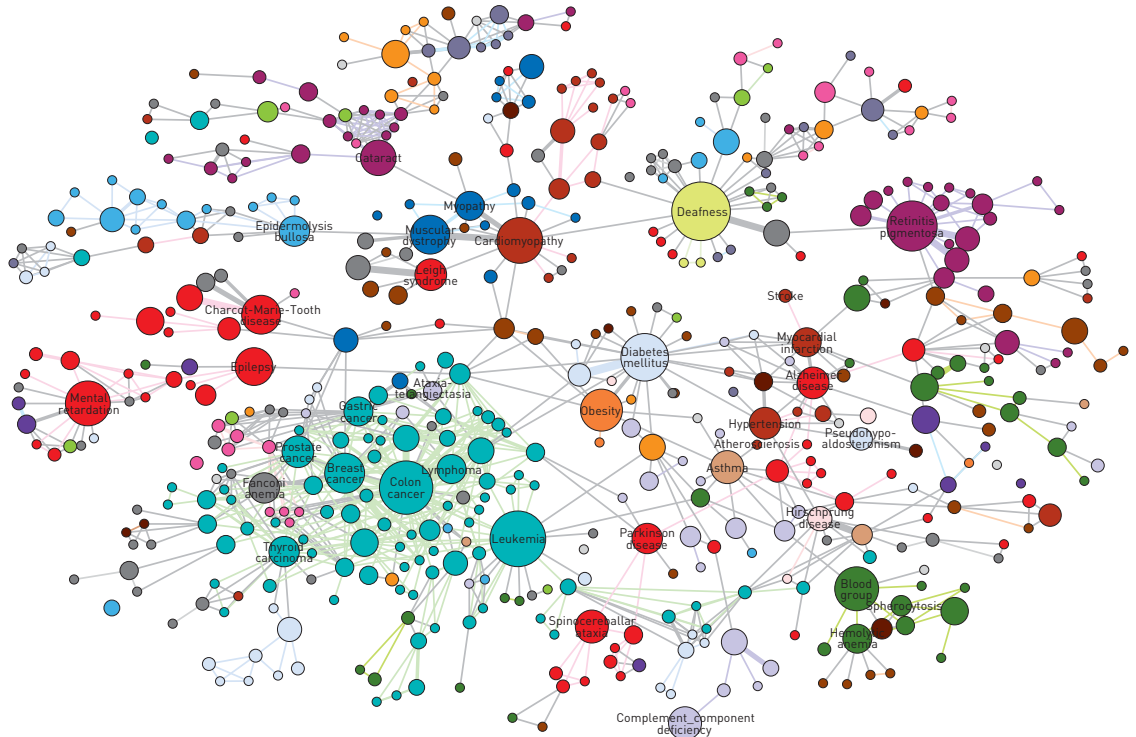 Cataract
Deafness
Myopathy
Epidermolysis
bullosa
Muscular
dystrophy
Cardiomyopathy
Retinitis
pigmentosa
Leigh
syndrome
Charcot-Marie-Tooth
disease
Stroke
Myocardial
infarction
Diabetes
mellitus
Epilepsy
Alzheimer
disease
Ataxia-
telangiectasia
Mental
retardation
Gastric
cancer
Obesity
Hypertension
Pseudohypo-
aldosteronism
Atherosclerosis
Prostate
cancer
Breast
cancer
Lymphoma
Asthma
Colon
cancer
Fanconi
anemia
Hirschprung
disease
Leukemia
Parkinson
disease
Thyroid
carcinoma
Blood
group
Spherocytosis
Spinocereballar
ataxia
Hemolytic
anemia
Complement_component
deficiency